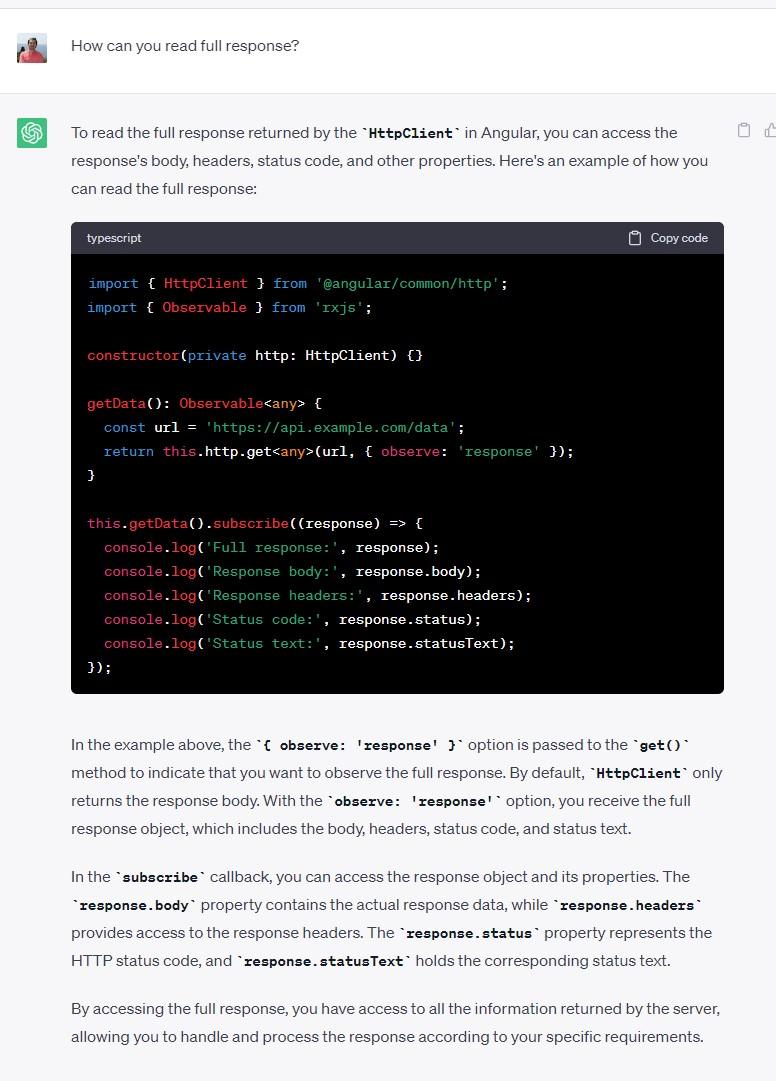 How can you read full response?
To read the full response returned by the `HttpClient` in Angular, you can access the
response's body, headers, status code, and other properties. Here's an example of how you
can read the full response:
typescript
Copy code
import { HttpClient } from '@angular/common/http';
import { Observable } from 'rxjs';
constructor(private http: HttpClient) {}
getData(): Observable<any> {
  const url = 'https://api.example.com/data';
  return this.http.get<any>(url, { observe: 'response' });
}
this.getData().subscribe((response) => {
  console.log('Full response:', response);
  console.log('Response body:', response.body);
  console.log('Response headers:', response.headers);
  console.log('Status code:', response.status);
  console.log('Status text:', response.statusText);
});
In the example above, the `{ observe: 'response' }` option is passed to the `get()`
method to indicate that you want to observe the full response. By default, `HttpClient` only
returns the response body. With the `observe: 'response'` option, you receive the full
response object, which includes the body, headers, status code, and status text.
In the `subscribe` callback, you can access the response object and its properties. The
`response.body` property contains the actual response data, while `response.headers`
provides access to the response headers. The `response.status` property represents the
HTTP status code, and `response.statusText` holds the corresponding status text.
By accessing the full response, you have access to all the information returned by the server,
allowing you to handle and process the response according to your specific requirements.